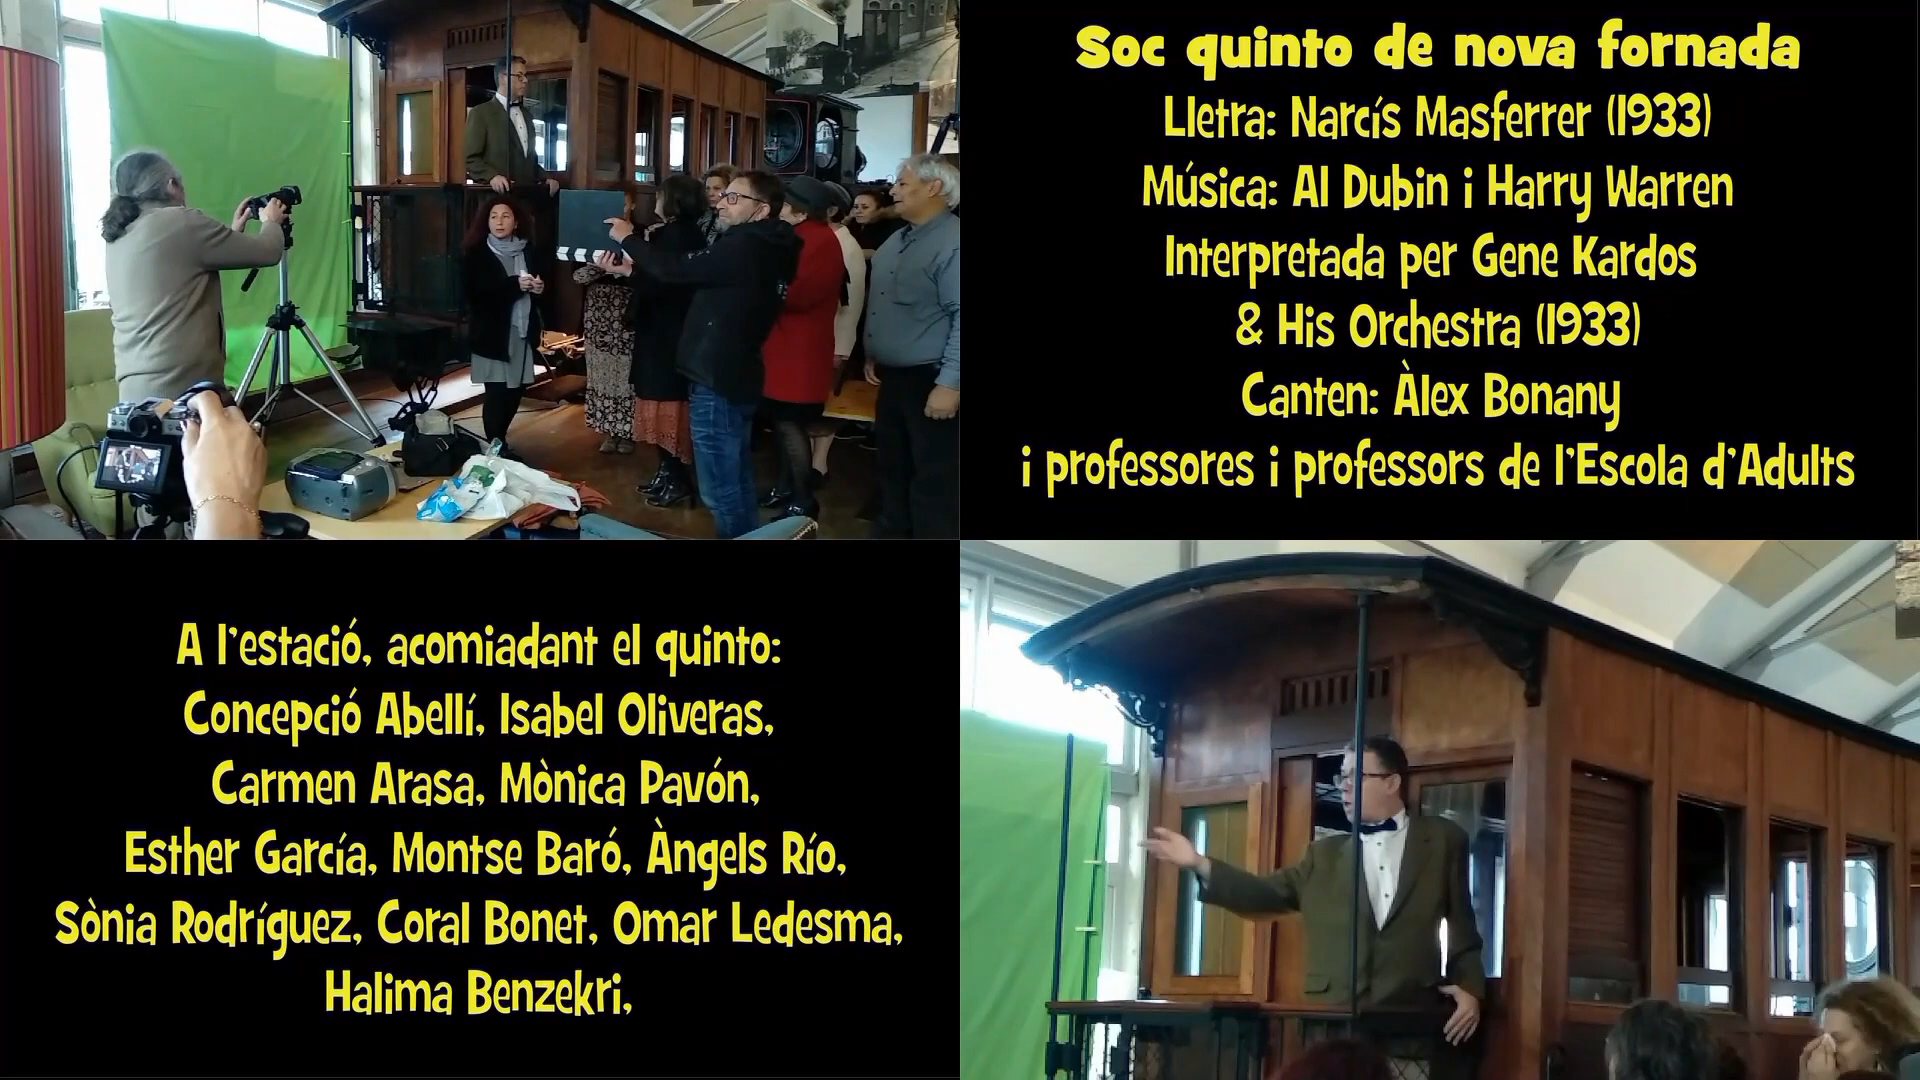 Soc quinto de nova fornada
Lletra: Narcís Masferrer (1933)
Música: Al Dubin i Harry Warren
Interpretada per Gene Kardos
& His Orchestra (1933)
Canten: Àlex Bonany
i professores i professors de l'Escola d'Adults
A l'estació, acomiadant el quinto:
Concepció Abellí, Isabel Oliveras,
Carmen Arasa, Mònica Pavón,
Esther García, Montse Baró, Àngels Río,
Sònia Rodríguez, Coral Bonet, Omar Ledesma,
Halima Benzekri,